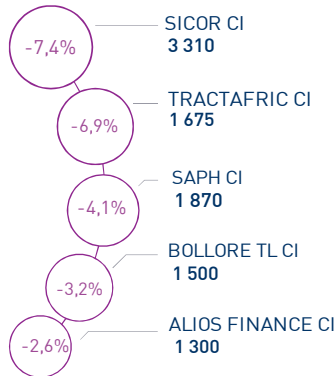 -7,4%
SICOR CI
3 310
-6,9%
TRACTAFRIC CI
1 675
-4,1%
SAPH CI
1 870
-3,2%
BOLLORE TL CI
1 500
-2,6%
ALIOS FINANCE CI
1 300